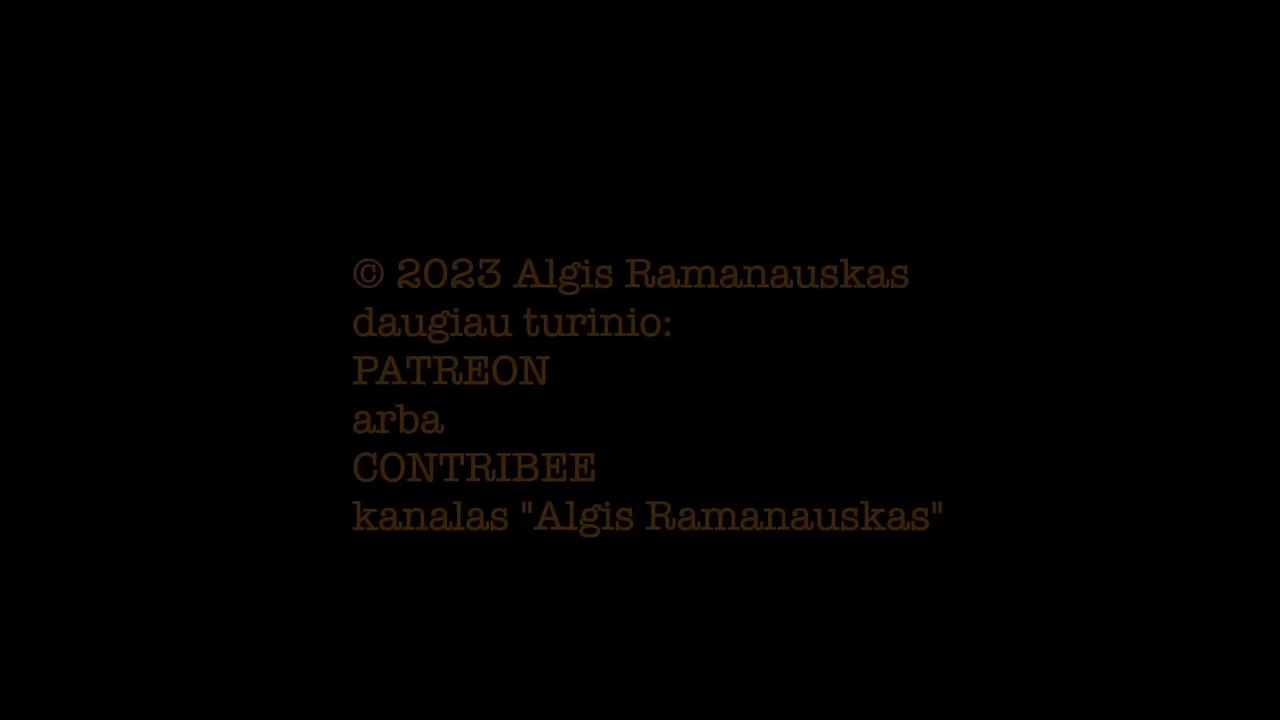 © 2023 Algis Ramanauskas
daugiau turinio:
PATREON
arba
CONTRIBEE
kanalas "Algis Ramanauskas"